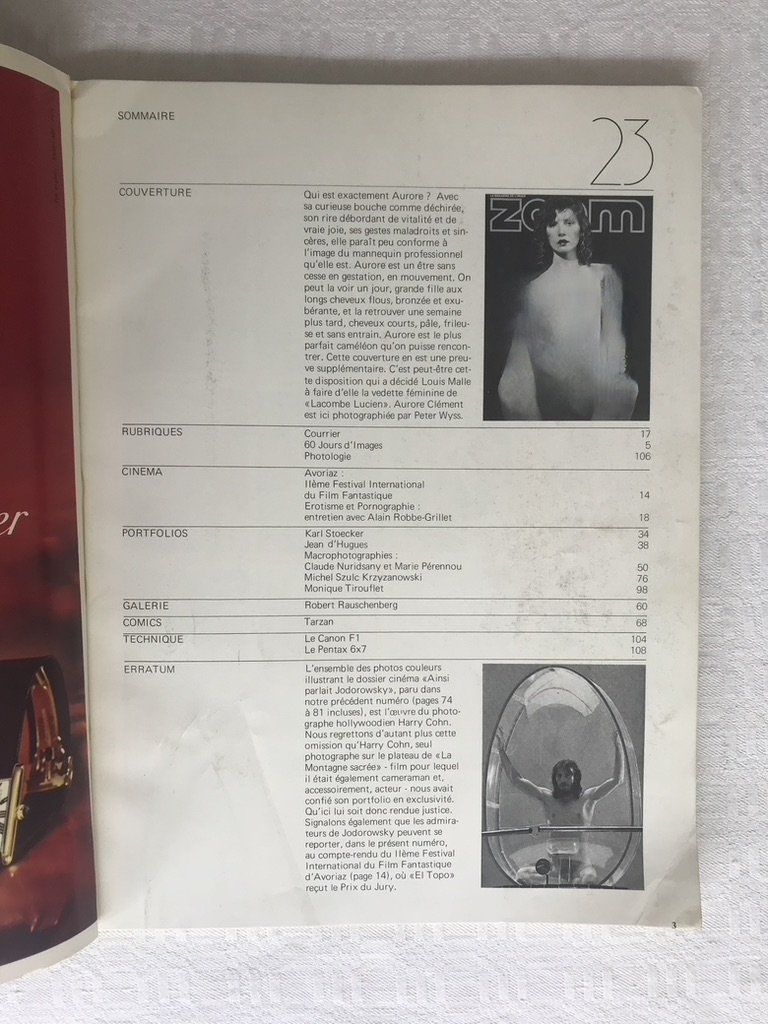 SOMMAIRE
23
COUVERTURE
Qui est exactement Aurore ? Avec
sa curieuse bouche comme déchirée,
son rire débordant de vitalité et de
vraie joie, ses gestes maladroits et sin-
cères, elle paraît peu conforme à
l'image du mannequin professionnel
qu'elle est. Aurore est un être sans
cesse en gestation, en mouvement. On
peut la voir un jour, grande fille aux
longs cheveux flous, bronzée et exu-
bérante, et la retrouver une semaine
plus tard, cheveux courts, pâle, frileu-
se et sans entrain. Aurore est le plus
parfait caméléon qu'on puisse rencon-
trer. Cette couverture en est une preu-
ve supplémentaire. C'est peut-être cet-
te disposition qui a décidé Louis Malle
à faire d'elle la vedette féminine de
«Lacombe Lucien». Aurore Clément
est ici photographiée par Peter Wyss.
zoom
RUBRIQUES
Courrier 17
60 Jours d'Images 5
Photologie 106
CINEMA
Avoriaz :
IIème Festival International
du Film Fantastique 14
Erotisme et Pornographie :
entretien avec Alain Robbe-Grillet 18
PORTFOLIOS
Karl Stoecker 34
Jean d'Hugues 38
Macrophotographies :
Claude Nuridsany et Marie Pérennou 50
Michel Szulc Krzyzanowski 76
Monique Tirouflet 98
GALERIE Robert Rauschenberg 60
COMICS Tarzan 68
TECHNIQUE Le Canon F1 104
Le Pentax 6x7 108
ERRATUM
L'ensemble des photos couleurs
illustrant le dossier cinéma «Ainsi
parlait Jodorowsky», paru dans
notre précédent numéro (pages 74
à 81 incluses), est l'œuvre du photo-
graphe hollywoodien Harry Cohn.
Nous regrettons d'autant plus cette
omission qu'Harry Cohn, seul
photographe sur le plateau de «La
Montagne sacrée» - film pour lequel
il était également cameraman et,
accessoirement, acteur - nous avait
confié son portfolio en exclusivité.
Qu'ici lui soit donc rendue justice.
Signalons également que les admira-
teurs de Jodorowsky peuvent se
reporter, dans le présent numéro,
au compte-rendu du IIème Festival
International du Film Fantastique
d'Avoriaz (page 14), où «El Topo»
reçut le Prix du Jury.
3
er